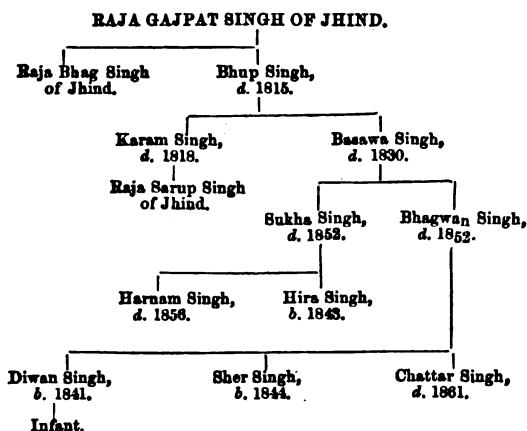 RAJA GAJPAT SINGH OF JHIND.
Raja Bhag Singh
of Jhind.
Bhup Singh,
d. 1815.
Karam Singh,
d. 1818.
Basawa Singh,
d. 1830.
Raja Sarup Singh
of Jhind.
Sukha Singh,
d. 1852.
Bhagwan Singh,
d. 1852.
Harnam Singh,
d. 1856.
Hira Singh,
b. 1843.
Diwan Singh,
b. 1841.
Sher Singh,
b. 1844.
Chattar Singh,
d. 1861.
Infant.